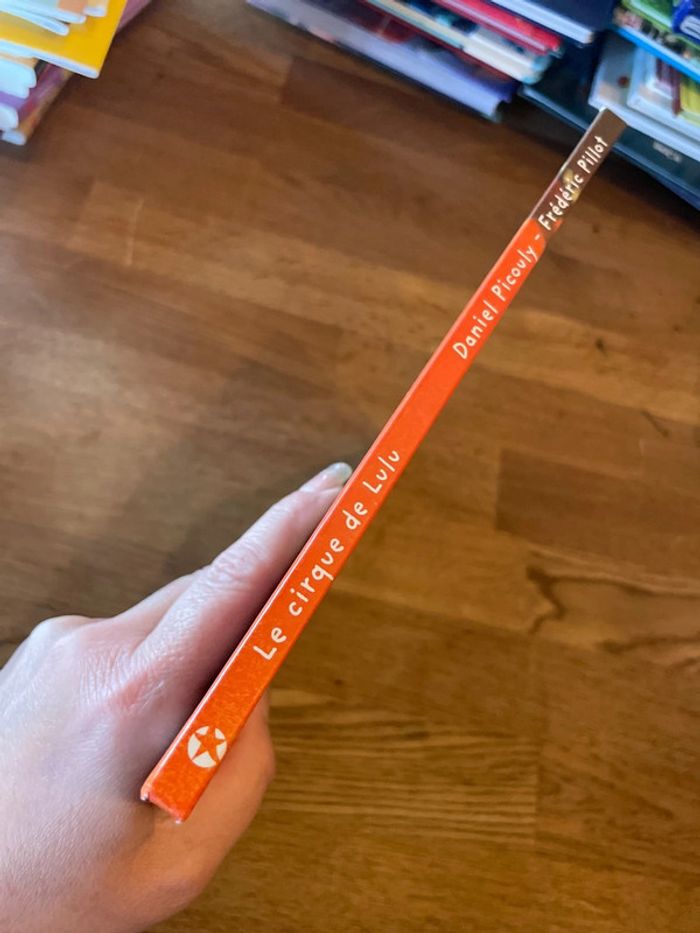 Le cirque de Lulu
Daniel Picouly - Frédéric Pillot